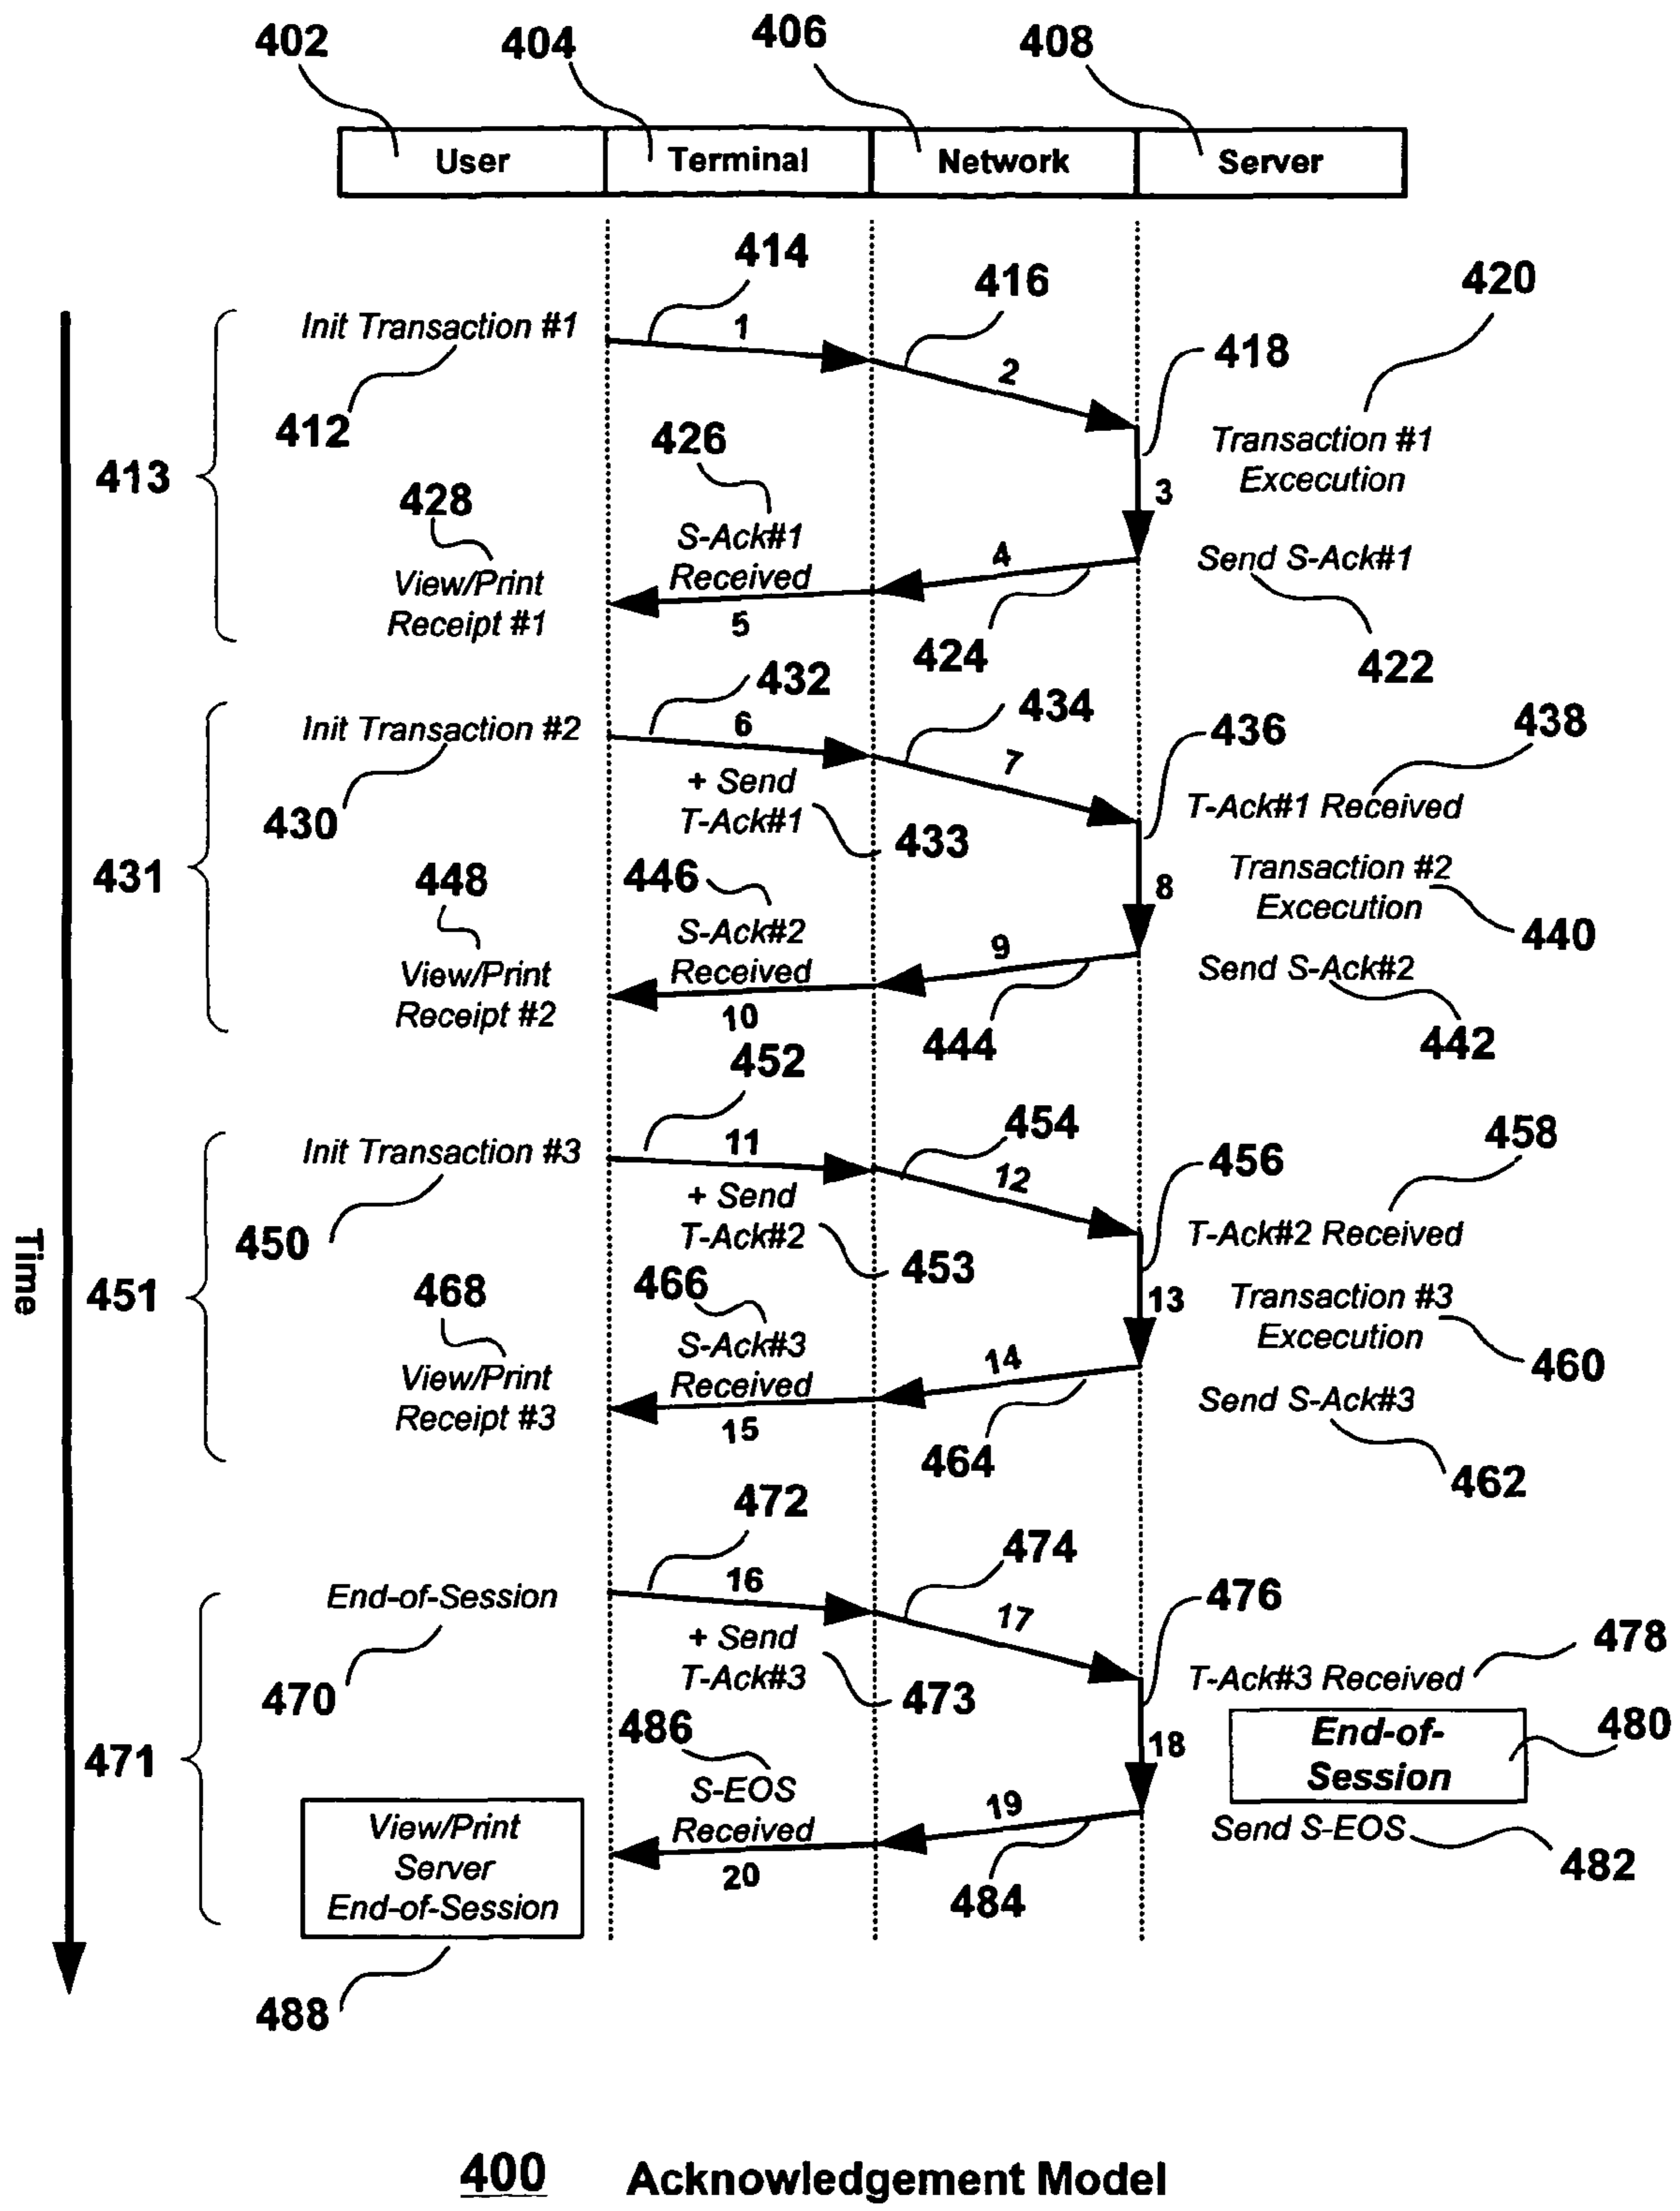 402 404 406 408
User Terminal Network Server
414
416
420
Init Transaction #1
1
2
418
412
413
426
Transaction #1
Excecution
428
3
S-Ack#1
Received
4
Send S-Ack#1
View/Print
Receipt #1
5
424
422
432
434
438
Init Transaction #2
6
7
436
+ Send
T-Ack#1
T-Ack#1 Received
430
433
431
448
446
Transaction #2
Excecution
8
440
S-Ack#2
Received
9
Send S-Ack#2
View/Print
Receipt #2
10
444
442
452
454
458
Init Transaction #3
11
12
456
+ Send
T-Ack#2
T-Ack#2 Received
450
453
Time
451
468
466
13
Transaction #3
Excecution
460
S-Ack#3
Received
14
View/Print
Receipt #3
Send S-Ack#3
15
464
462
472
474
End-of-Session
16
17
476
478
+ Send
T-Ack#3
T-Ack#3 Received
470
473
486
471
18
End-of-
Session
480
S-EOS
Received
19
Send S-EOS
View/Print
Server
End-of-Session
20
484
482
488
400 Acknowledgement Model